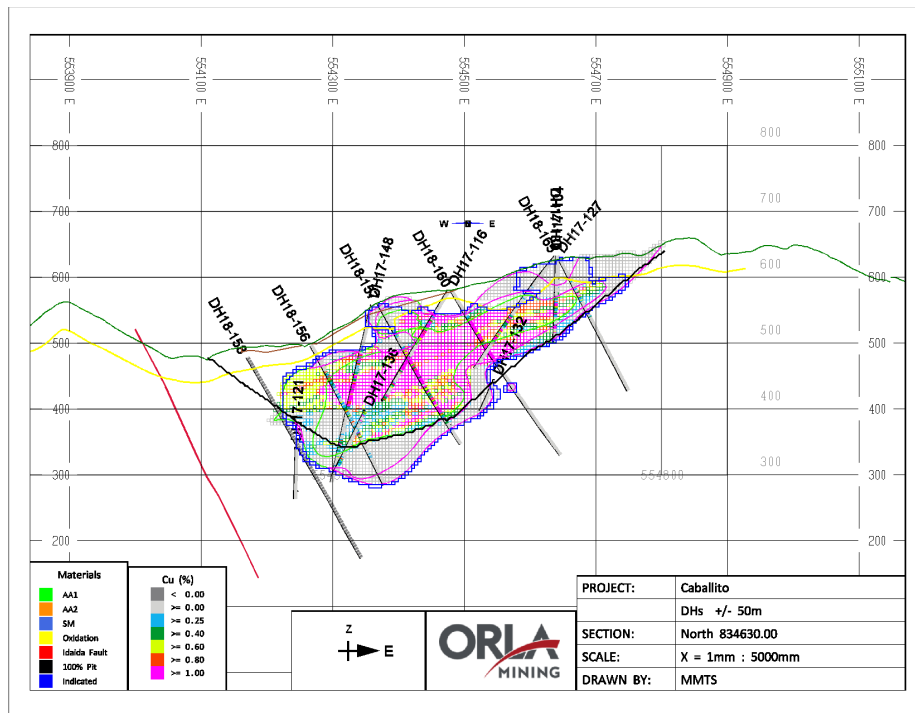 553900 E
554100 E
554300 E
554500 E
554700 E
554900 E
555100 E
800
800
800
700
700
700
600
600
600
500
500
500
400
400
400
300
300
300
200
200
W E
DH18-158
DH18-156
DH17-148
DH18-160
DH17-116
DH17-104
DH17-127
DH17-132
DH17-136
DH17-121
554800
Materials
AA1
AA2
SM
Oxidation
Idaida Fault
100% Pit
Indicated
Cu (%)
< 0.00
>= 0.00
>= 0.25
>= 0.40
>= 0.60
>= 0.80
>= 1.00
Z
E
ORLA
MINING
PROJECT: Caballito
DHs +/- 50m
SECTION: North 834630.00
SCALE: X = 1mm : 5000mm
DRAWN BY: MMTS